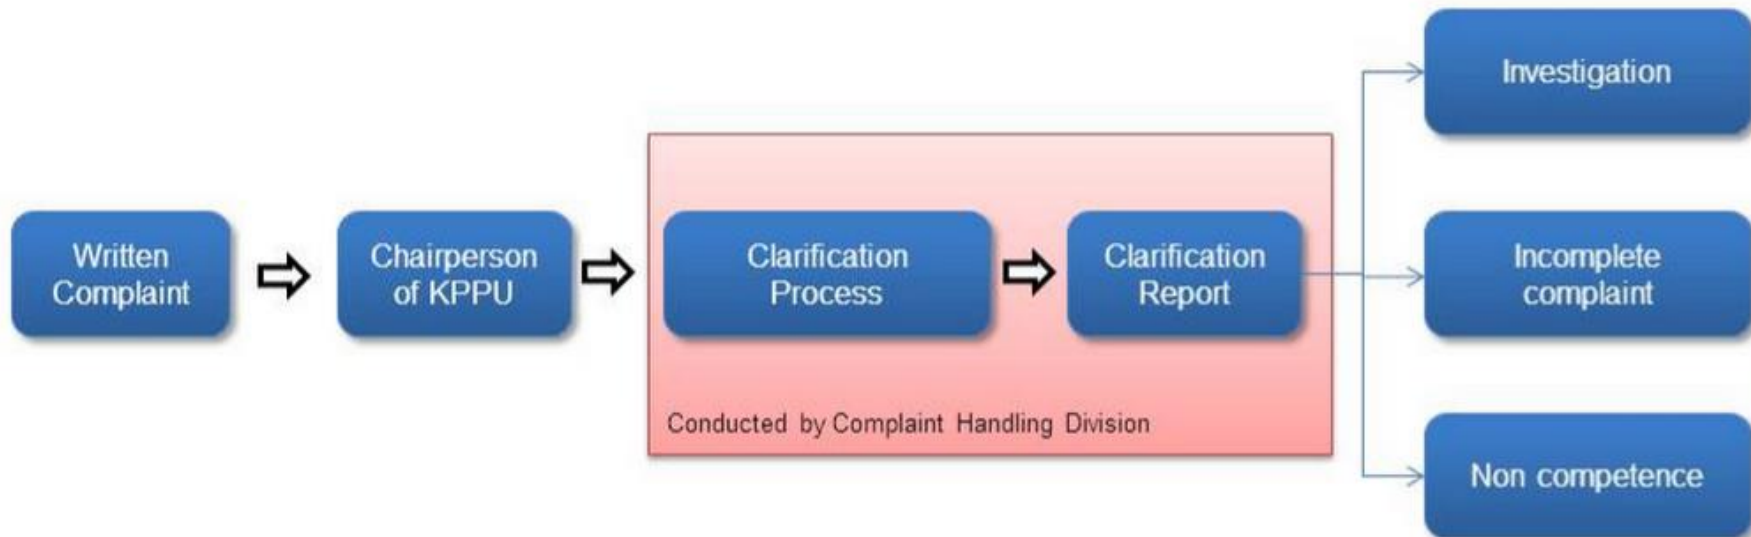 Written
Complaint
Chairperson
of KPPU
Clarification
Process
Clarification
Report
Conducted by Complaint Handling Division
Investigation
Incomplete
complaint
Non competence